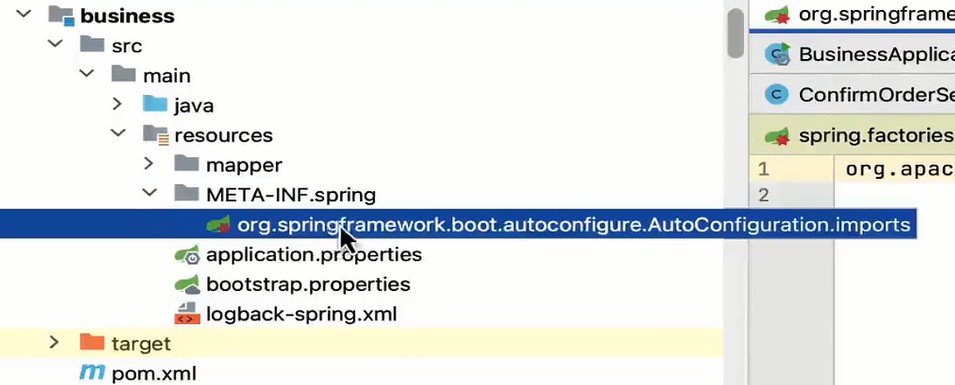 business
src
main
java
resources
mapper
META-INF.spring
org.springframework.boot.autoconfigure.AutoConfiguration.imports
application.properties
bootstrap.properties
logback-spring.xml
target
pom.xml
org.springframe
BusinessApplica
ConfirmOrderSe
spring.factories
1 org.apac
2